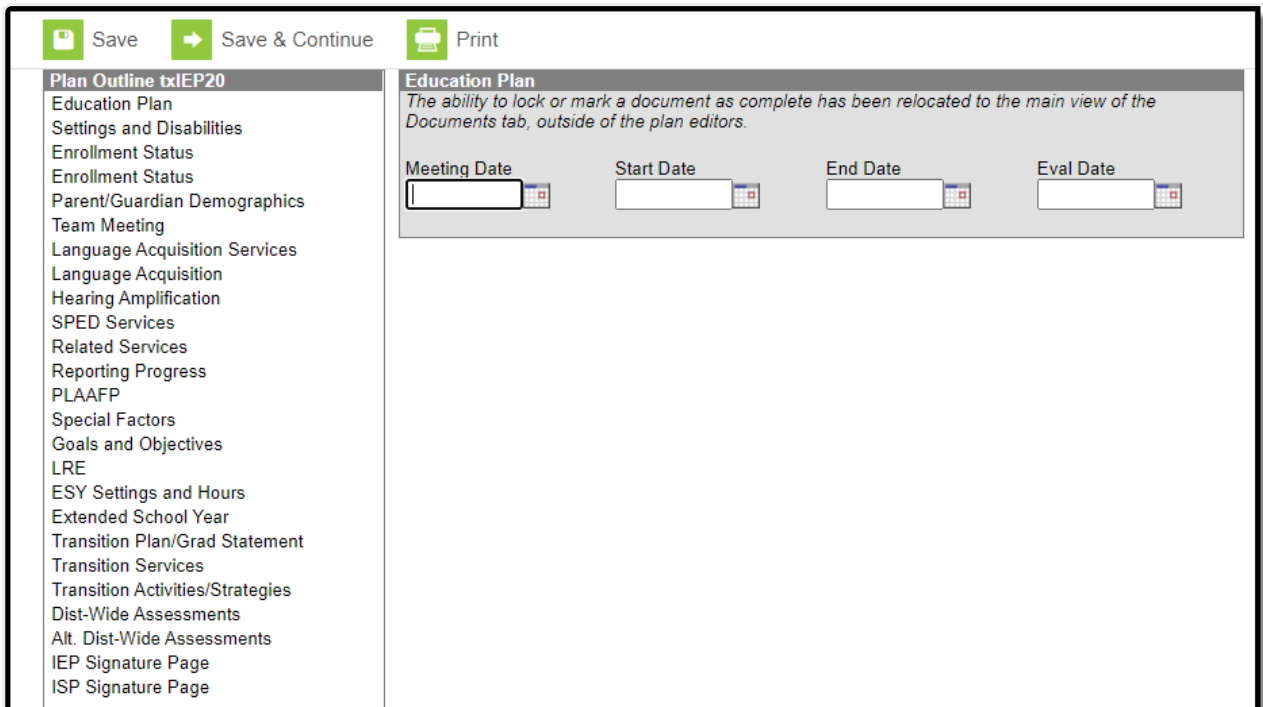 Save Save & Continue Print
Plan Outline txIEP20
Education Plan
Settings and Disabilities
Enrollment Status
Enrollment Status
Parent/Guardian Demographics
Team Meeting
Language Acquisition Services
Language Acquisition
Hearing Amplification
SPED Services
Related Services
Reporting Progress
PLAAFP
Special Factors
Goals and Objectives
LRE
ESY Settings and Hours
Extended School Year
Transition Plan/Grad Statement
Transition Services
Transition Activities/Strategies
Dist-Wide Assessments
Alt. Dist-Wide Assessments
IEP Signature Page
ISP Signature Page
Education Plan
The ability to lock or mark a document as complete has been relocated to the main view of the
Documents tab, outside of the plan editors.
Meeting Date Start Date End Date Eval Date